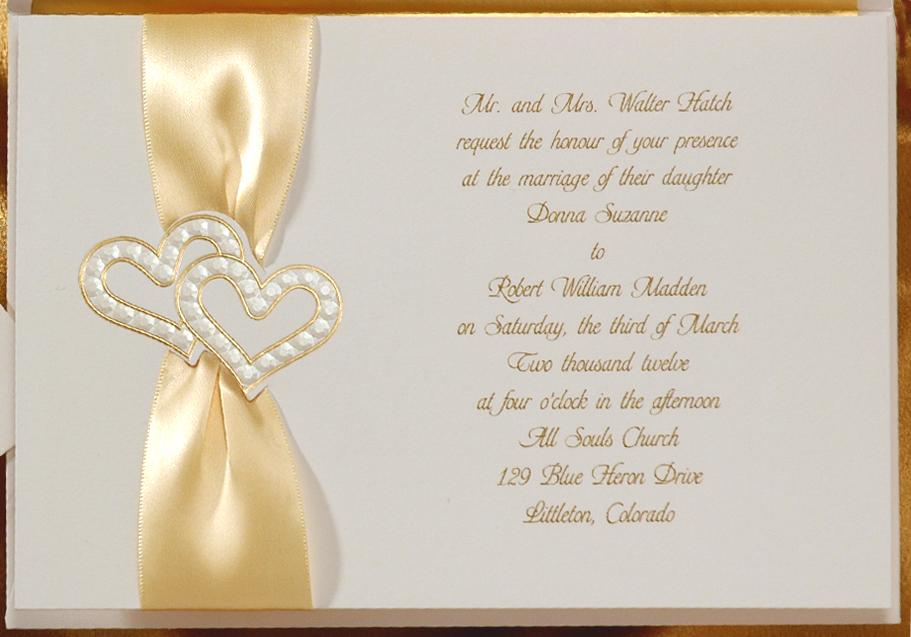 Mr. and Mrs. Walter Hatch
request the honour of your presence
at the marriage of their daughter
Donna Suzanne
to
Robert William Madden
on Saturday, the third of March
Two thousand twelve
at four o'clock in the afternoon
All Souls Church
129 Blue Heron Drive
Littleton, Colorado